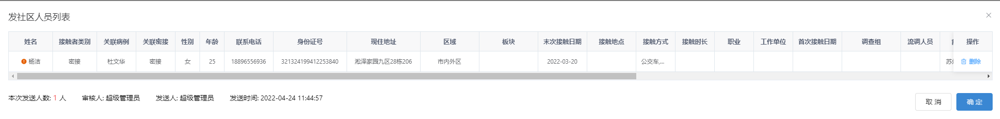 发社区人员列表
姓名 接触者类别 关联病例 关联密接 性别 年龄 联系电话 身份证号 现住地址 区域 板块 末次接触日期 接触地点 接触方式 接触时长 职业 工作单位 首次接触日期 调查组 流调人员 操作
杨洁 密接 杜文华 密接 女 25 18896556936 321324199412253840 淞泽家园九区28栋206 市内外区 2022-03-20 公交车,... 删除
本次发送人数: 1 人 审核人: 超级管理员 发送人: 超级管理员 发送时间: 2022-04-24 11:44:57
取消 确定